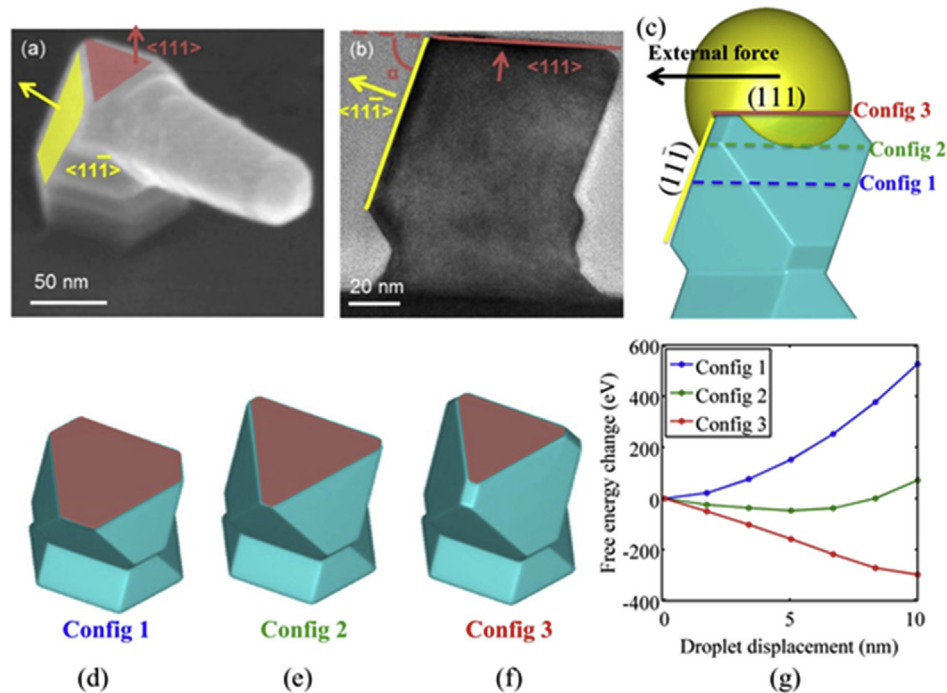 (a)
<111>
<111̄>
50 nm
(b)
α
<111>
<111̄>
20 nm
(c)
External force
(111)
Config 3
Config 2
Config 1
(111̄)
Config 1
Config 2
Config 3
(d)
(e)
(f)
600
400
200
0
-200
-400
Free energy change (eV)
Config 1
Config 2
Config 3
0
5
10
Droplet displacement (nm)
(g)